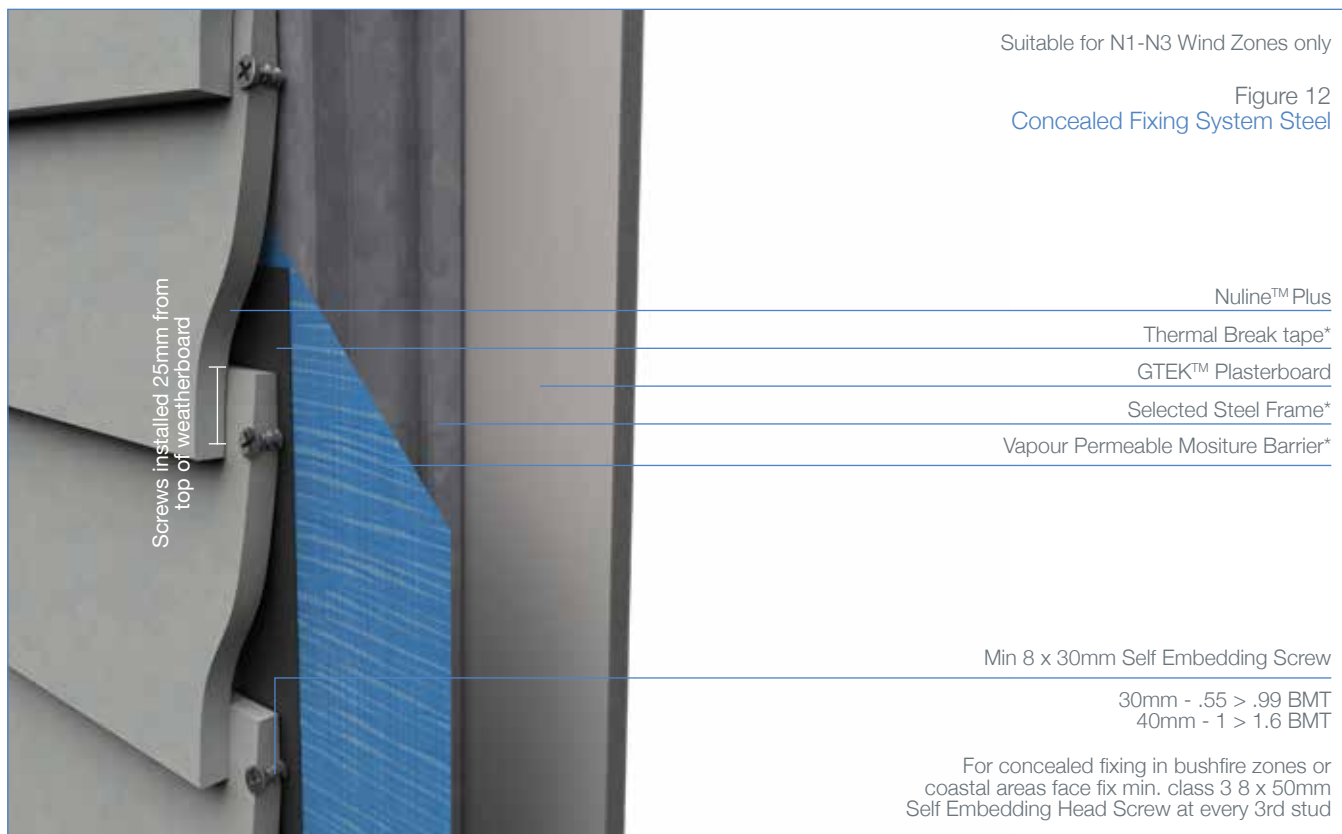 Suitable for N1-N3 Wind Zones only
Figure 12
Concealed Fixing System Steel
Screws installed 25mm from
top of weatherboard
Nuline™ Plus
Thermal Break tape*
GTEK™ Plasterboard
Selected Steel Frame*
Vapour Permeable Mositure Barrier*
Min 8 x 30mm Self Embedding Screw
30mm - .55 > .99 BMT
40mm - 1 > 1.6 BMT
For concealed fixing in bushfire zones or
coastal areas face fix min. class 3 8 x 50mm
Self Embedding Head Screw at every 3rd stud